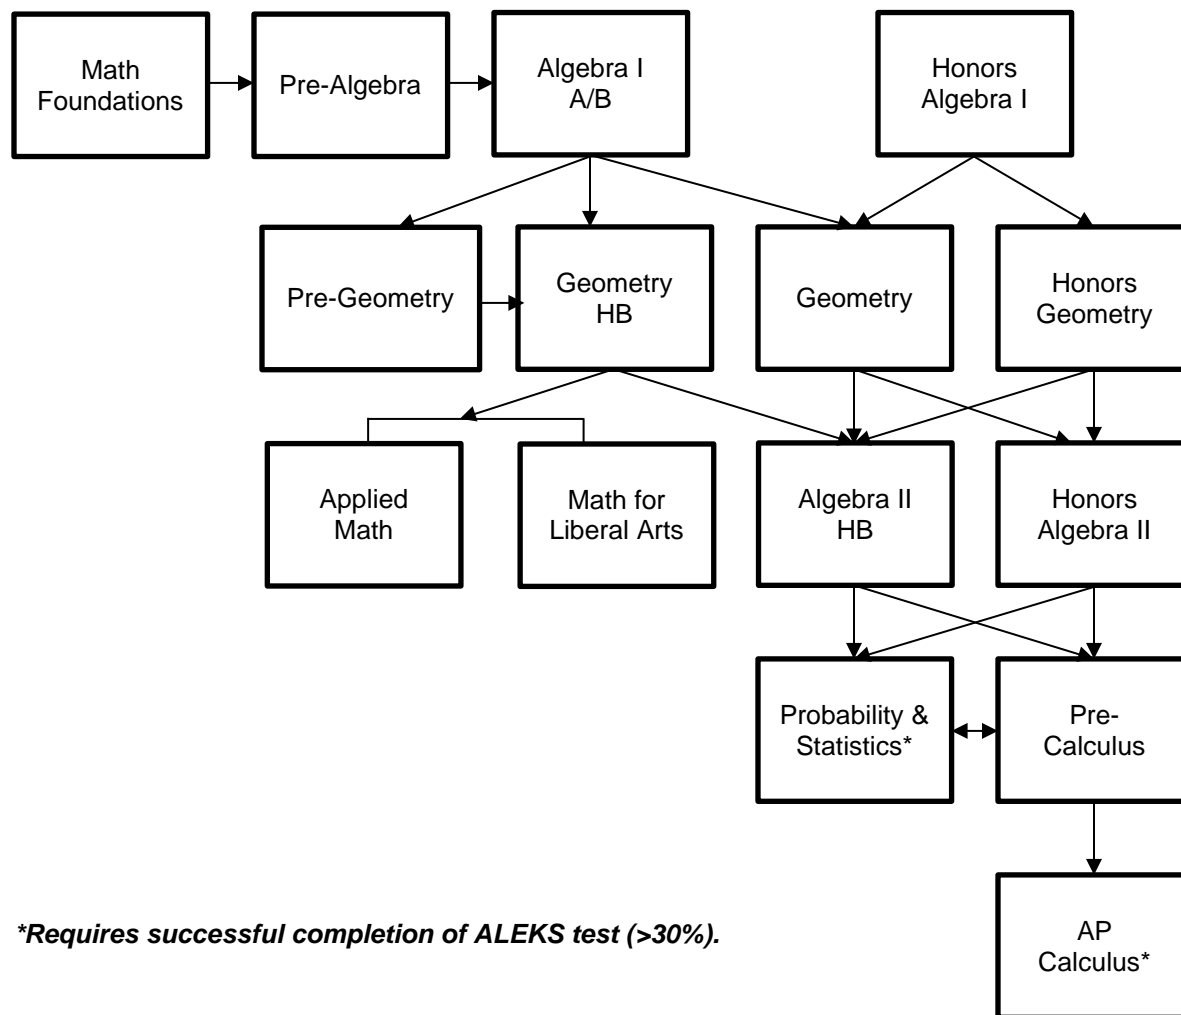 Math
Foundations
Pre-Algebra
Algebra I
A/B
Honors
Algebra I
Pre-Geometry
Geometry
HB
Geometry
Honors
Geometry
Applied
Math
Math for
Liberal Arts
Algebra II
HB
Honors
Algebra II
Probability &
Statistics*
Pre-
Calculus
*Requires successful completion of ALEKS test (>30%).
AP
Calculus*